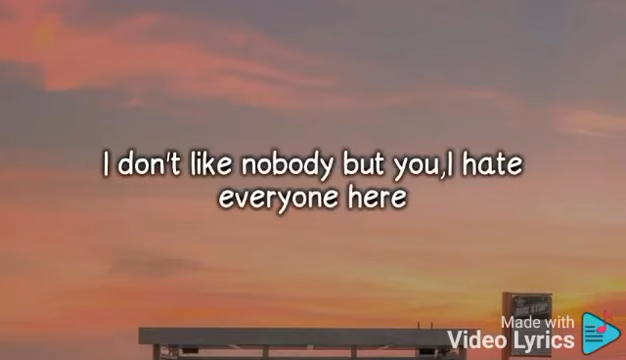 I don't like nobody but you,I hate
everyone here
Made with
Video Lyrics